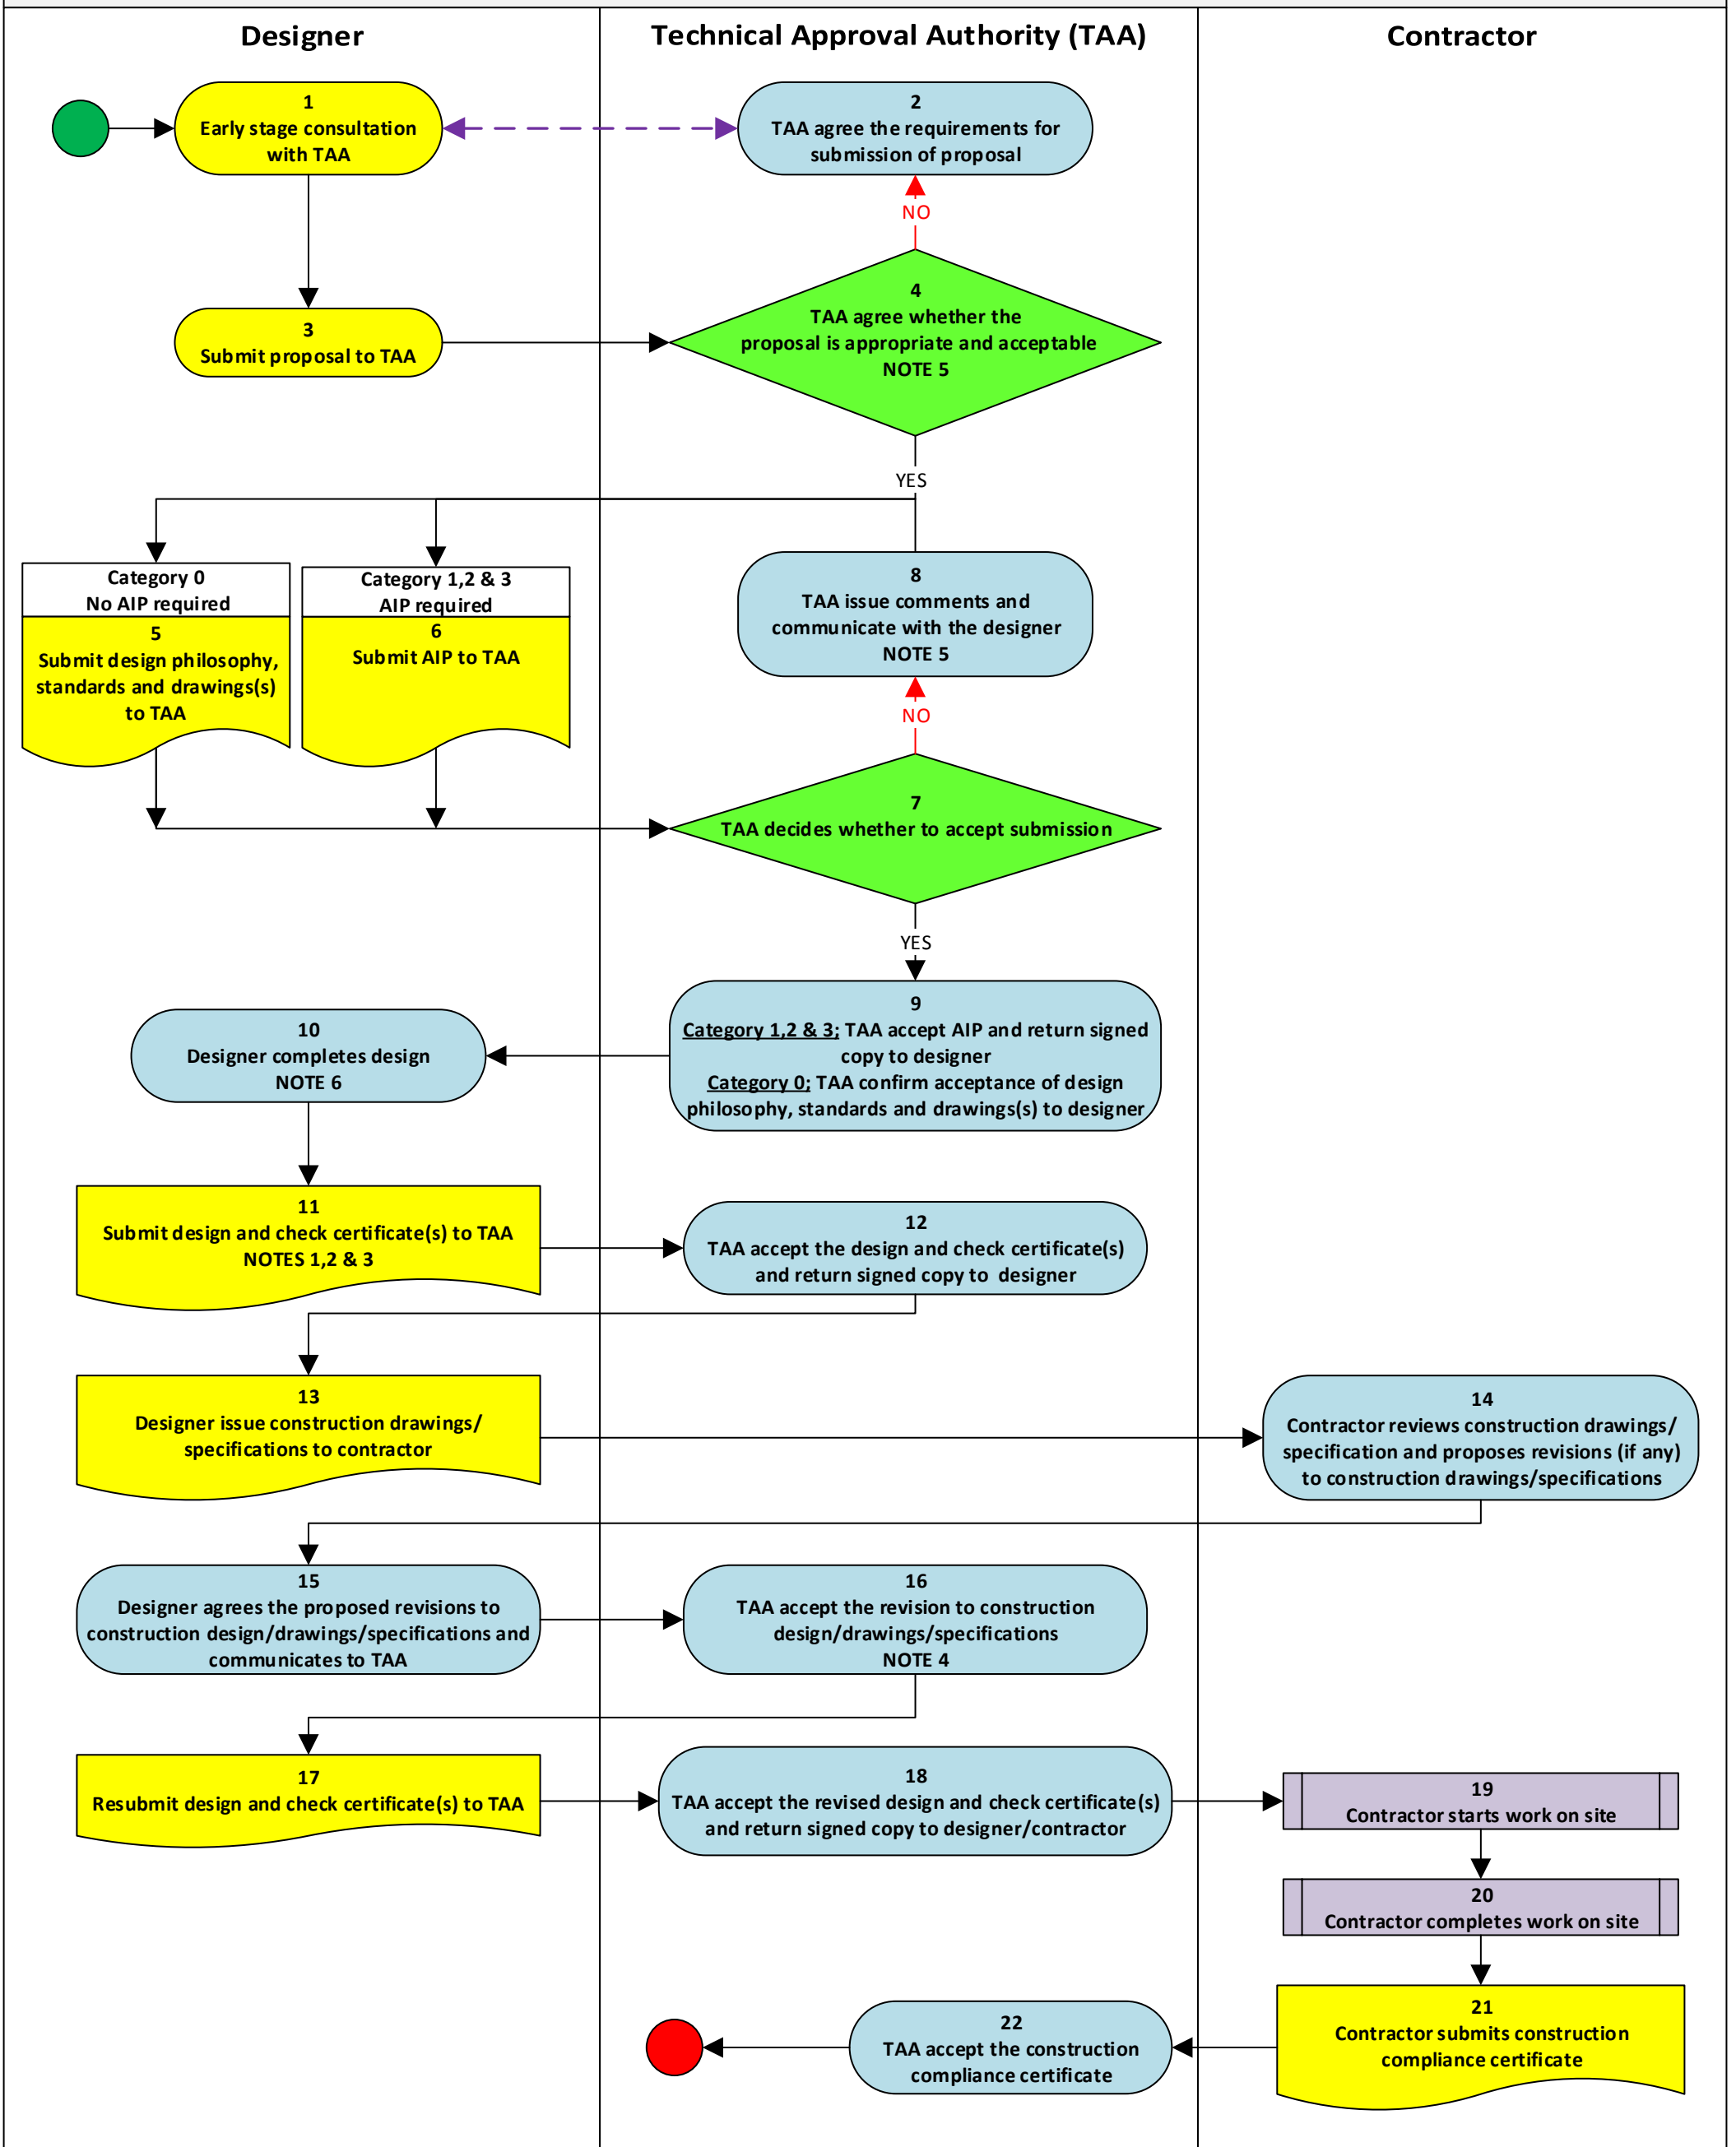 Designer
Technical Approval Authority (TAA)
Contractor
1
Early stage consultation
with TAA
2
TAA agree the requirements for
submission of proposal
NO
3
Submit proposal to TAA
4
TAA agree whether the
proposal is appropriate and acceptable
NOTE 5
YES
Category 0
No AIP required
5
Submit design philosophy,
standards and drawings(s)
to TAA
Category 1,2 & 3
AIP required
6
Submit AIP to TAA
8
TAA issue comments and
communicate with the designer
NOTE 5
NO
7
TAA decides whether to accept submission
YES
9
Category 1,2 & 3; TAA accept AIP and return signed
copy to designer
Category 0; TAA confirm acceptance of design
philosophy, standards and drawings(s) to designer
10
Designer completes design
NOTE 6
11
Submit design and check certificate(s) to TAA
NOTES 1,2 & 3
12
TAA accept the design and check certificate(s)
and return signed copy to designer
13
Designer issue construction drawings/
specifications to contractor
14
Contractor reviews construction drawings/
specification and proposes revisions (if any)
to construction drawings/specifications
15
Designer agrees the proposed revisions to
construction design/drawings/specifications and
communicates to TAA
16
TAA accept the revision to construction
design/drawings/specifications
NOTE 4
17
Resubmit design and check certificate(s) to TAA
18
TAA accept the revised design and check certificate(s)
and return signed copy to designer/contractor
19
Contractor starts work on site
20
Contractor completes work on site
21
Contractor submits construction
compliance certificate
22
TAA accept the construction
compliance certificate